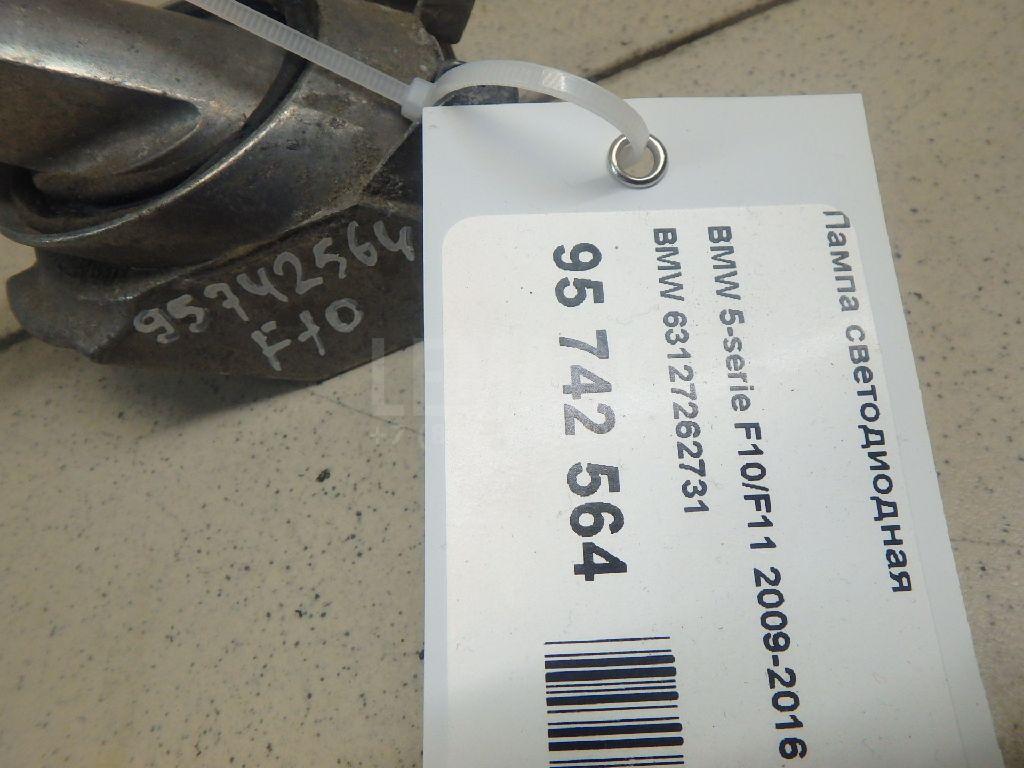 Лампа светодиодная
BMW 5-serie F10/F11 2009-2016
BMW 63127262731
95 742 564
95742564
F10